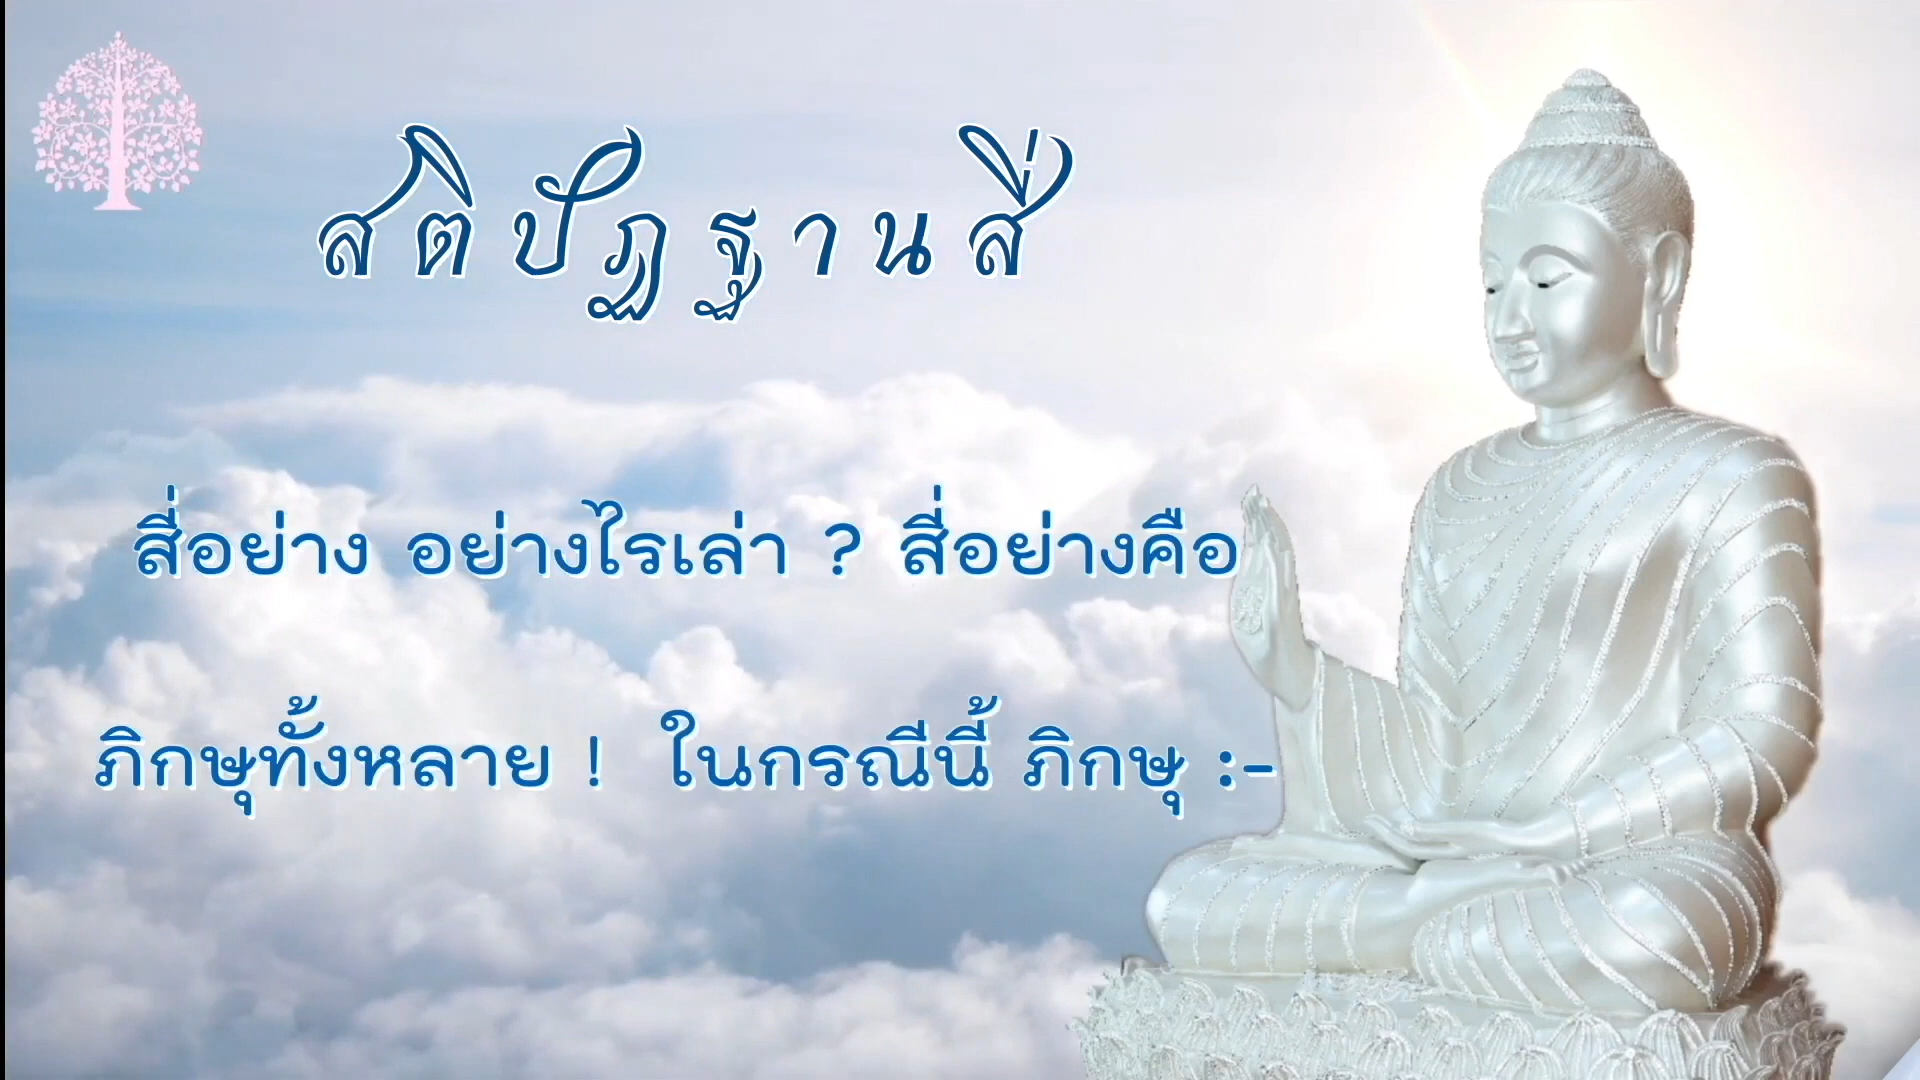 สติปัฏฐานสี่
สี่อย่าง อย่างไรเล่า ? สี่อย่างคือ
ภิกษุทั้งหลาย ! ในกรณีนี้ ภิกษุ :-